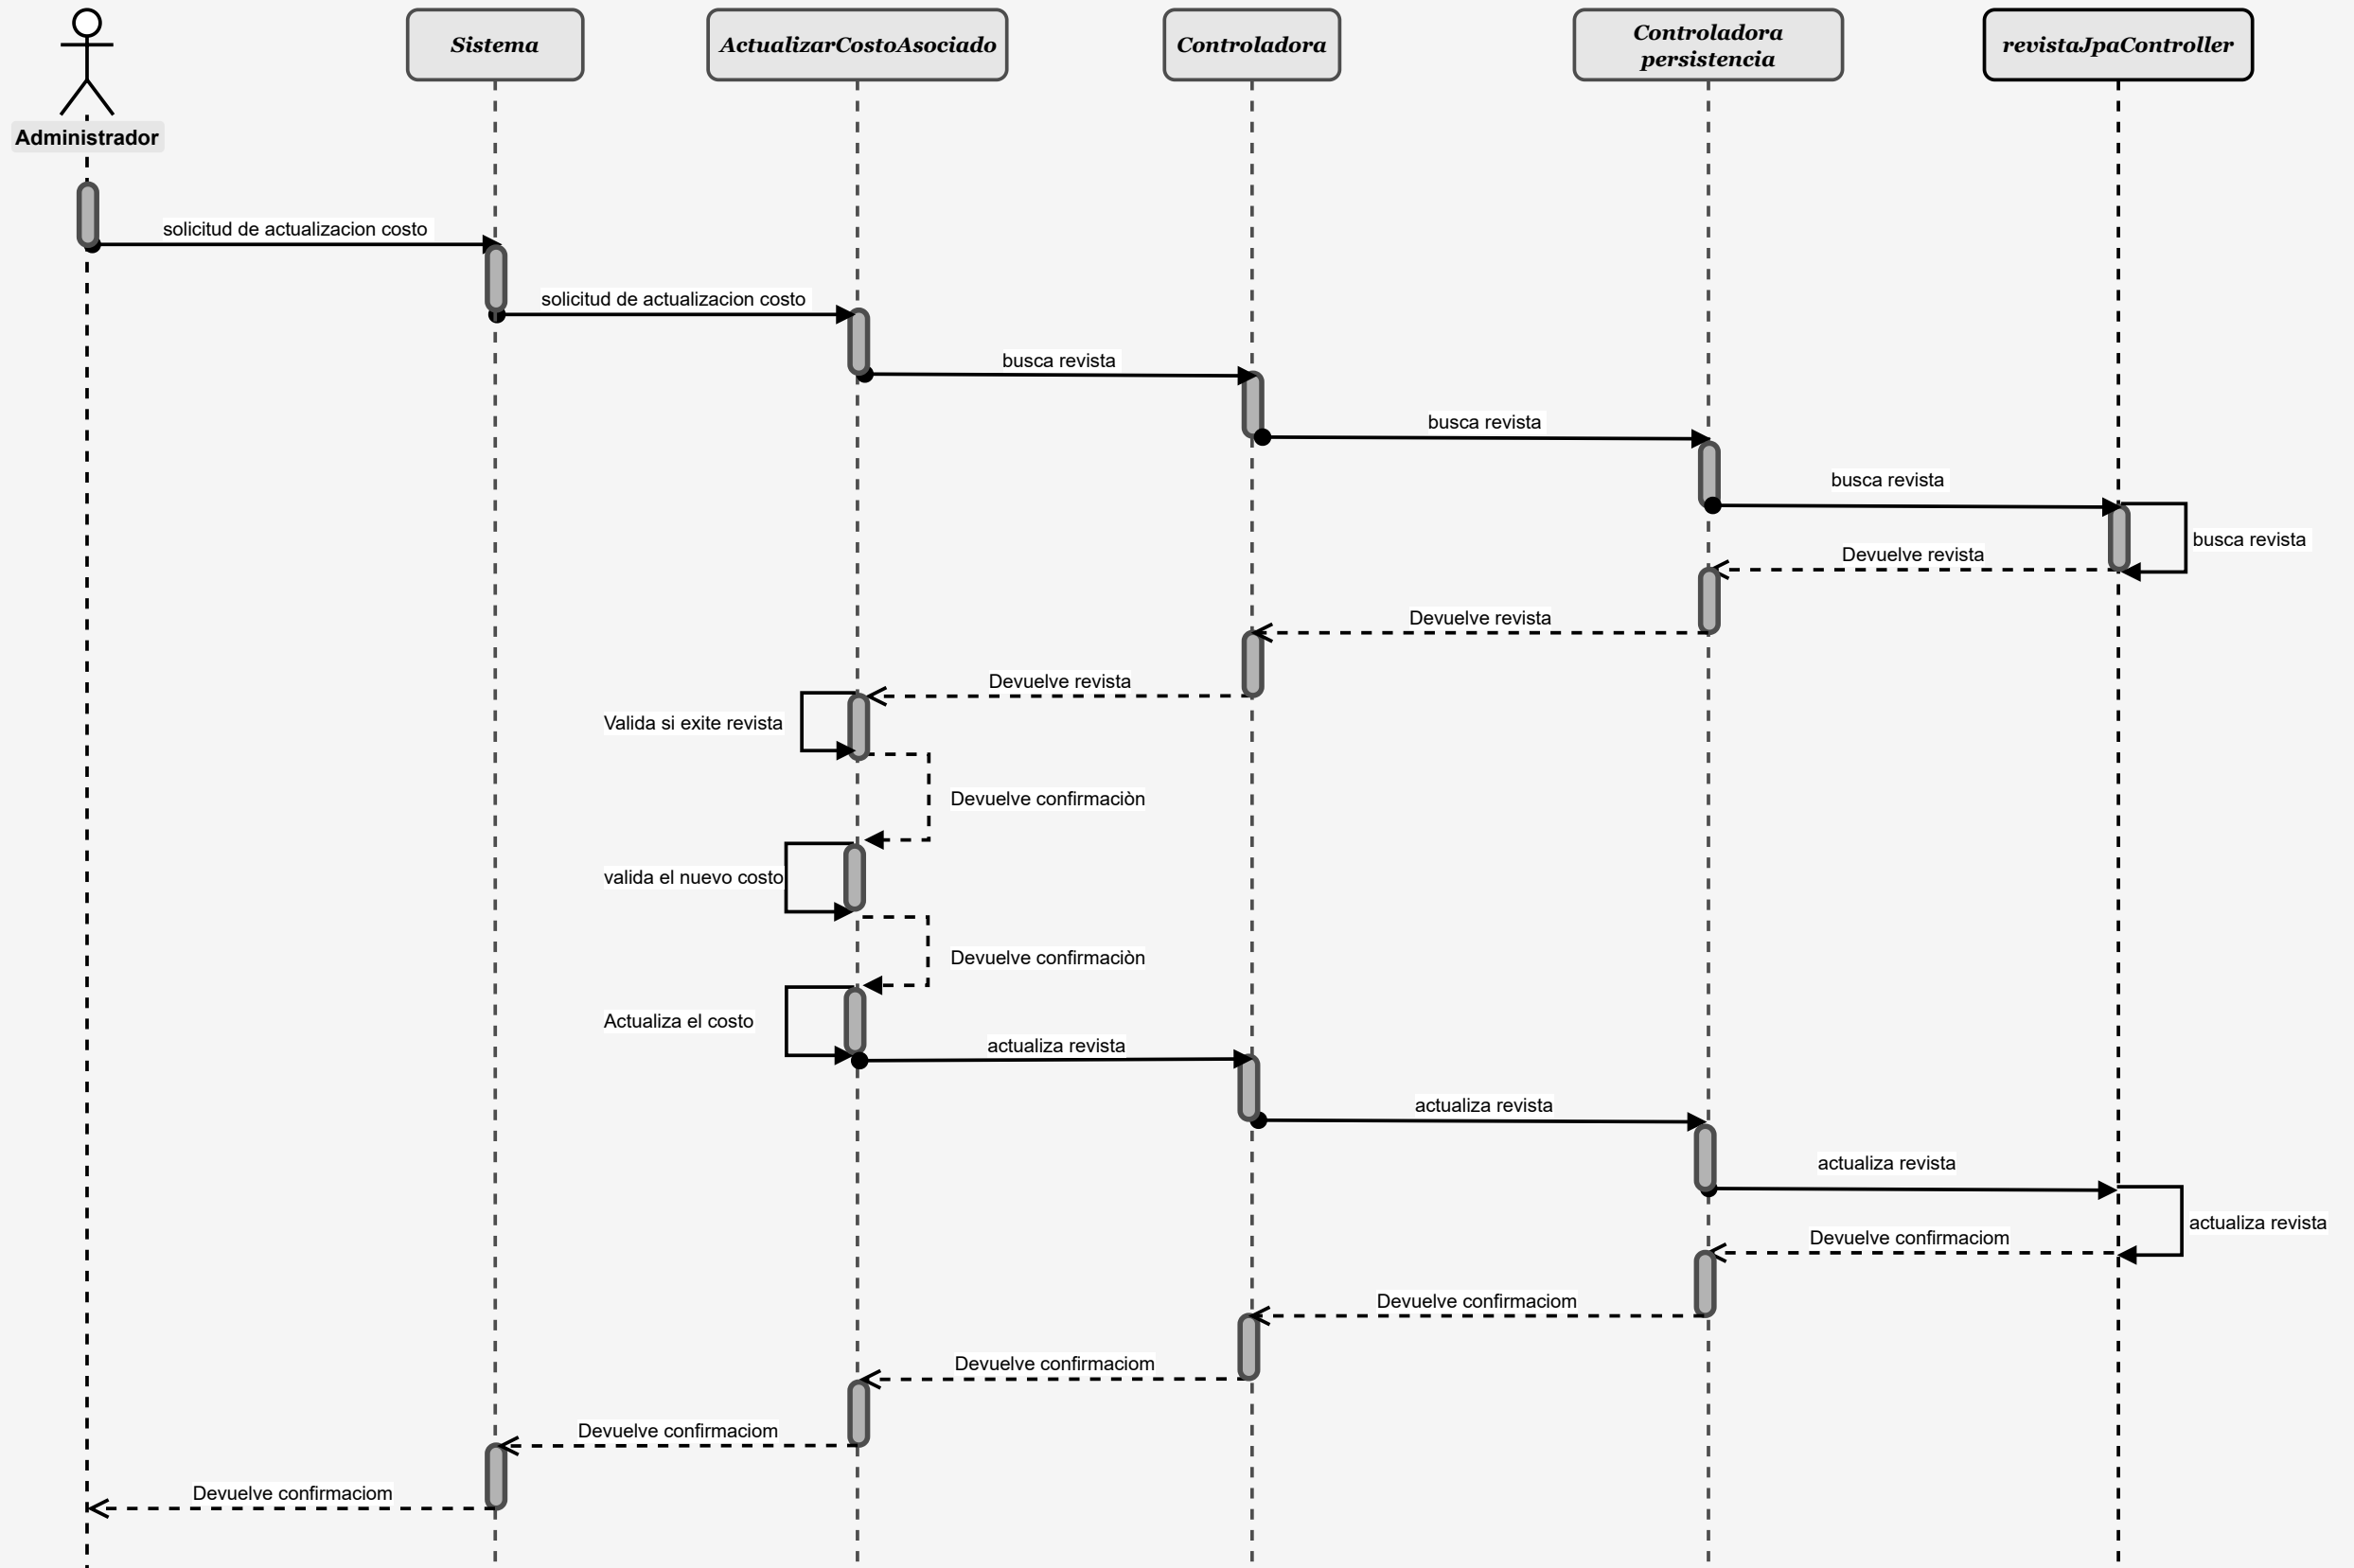 Sistema
ActualizarCostoAsociado
Controladora
Controladora
persistencia
revistaJpaController
Administrador
solicitud de actualizacion costo
solicitud de actualizacion costo
busca revista
busca revista
busca revista
busca revista
Devuelve revista
Devuelve revista
Devuelve revista
Valida si exite revista
Devuelve confirmaciòn
valida el nuevo costo
Devuelve confirmaciòn
Actualiza el costo
actualiza revista
actualiza revista
actualiza revista
actualiza revista
Devuelve confirmaciom
Devuelve confirmaciom
Devuelve confirmaciom
Devuelve confirmaciom
Devuelve confirmaciom